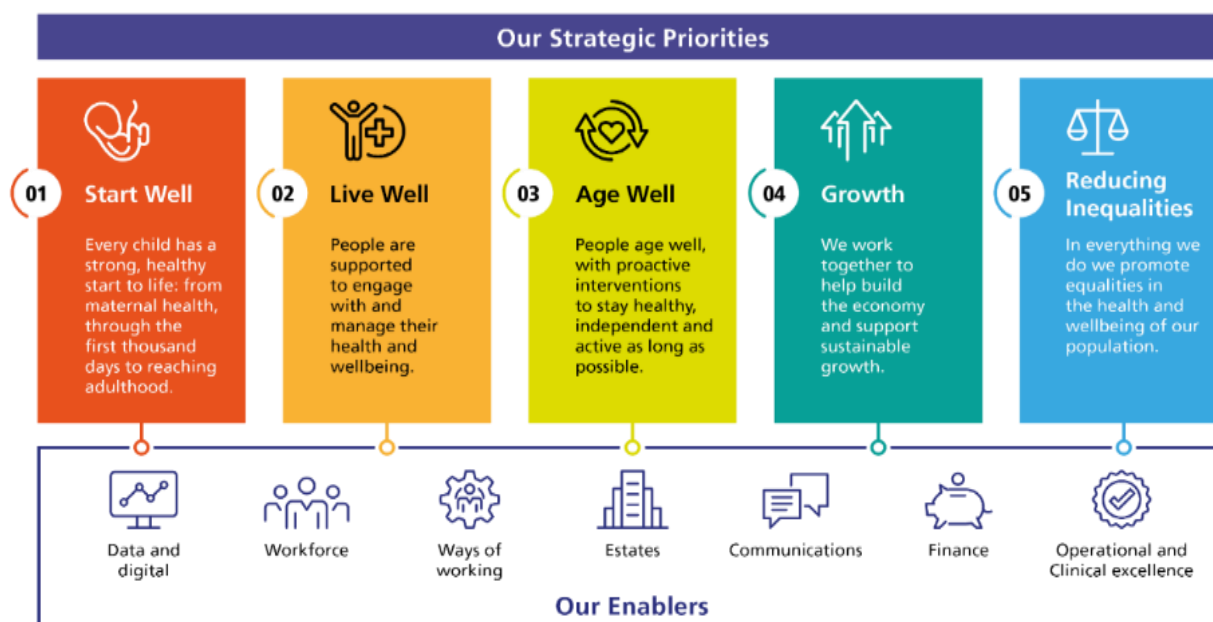 Our Strategic Priorities
01
Start Well
Every child has a
strong, healthy
start to life: from
maternal health,
through the
first thousand
days to reaching
adulthood.
02
Live Well
People are
supported
to engage
with and
manage their
health and
wellbeing.
03
Age Well
People age well,
with proactive
interventions
to stay healthy,
independent and
active as long as
possible.
04
Growth
We work
together to
help build
the economy
and support
sustainable
growth.
05
Reducing
Inequalities
In everything we
do we promote
equalities in
the health and
wellbeing of our
population.
Data and
digital
Workforce
Ways of
working
Estates
Communications
Finance
Operational and
Clinical excellence
Our Enablers